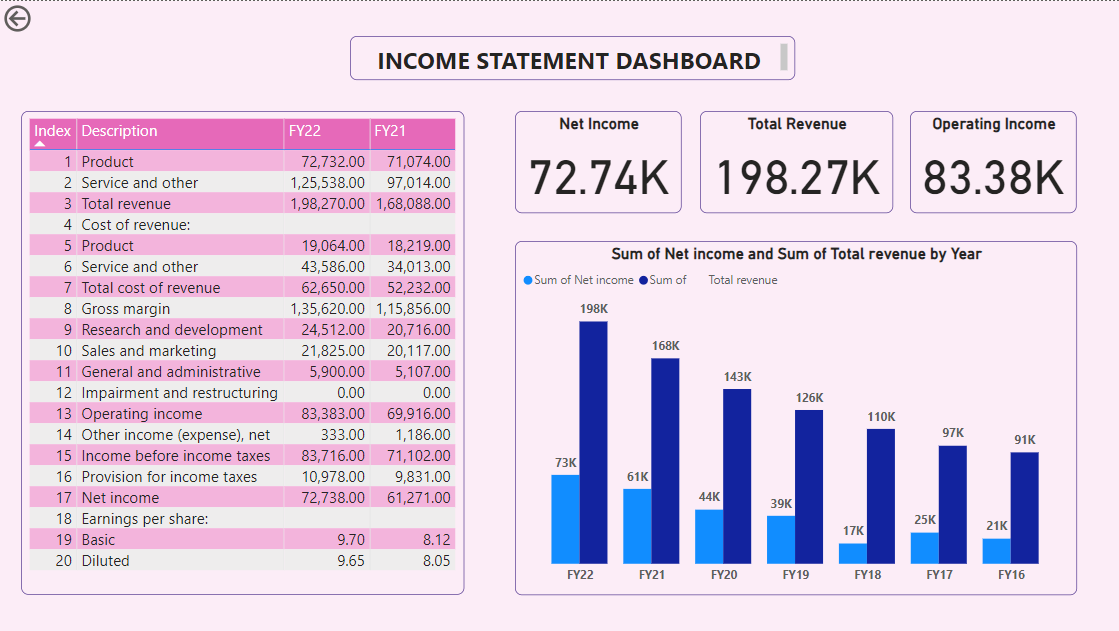 INCOME STATEMENT DASHBOARD
Index Description FY22 FY21
1 Product 72,732.00 71,074.00
2 Service and other 1,25,538.00 97,014.00
3 Total revenue 1,98,270.00 1,68,088.00
4 Cost of revenue:
5 Product 19,064.00 18,219.00
6 Service and other 43,586.00 34,013.00
7 Total cost of revenue 62,650.00 52,232.00
8 Gross margin 1,35,620.00 1,15,856.00
9 Research and development 24,512.00 20,716.00
10 Sales and marketing 21,825.00 20,117.00
11 General and administrative 5,900.00 5,107.00
12 Impairment and restructuring 0.00 0.00
13 Operating income 83,383.00 69,916.00
14 Other income (expense), net 333.00 1,186.00
15 Income before income taxes 83,716.00 71,102.00
16 Provision for income taxes 10,978.00 9,831.00
17 Net income 72,738.00 61,271.00
18 Earnings per share:
19 Basic 9.70 8.12
20 Diluted 9.65 8.05
Net Income
72.74K
Total Revenue
198.27K
Operating Income
83.38K
Sum of Net income and Sum of Total revenue by Year
Sum of Net income Sum of Total revenue
73K 198K
61K 168K
44K 143K
39K 126K
17K 110K
25K 97K
21K 91K
FY22 FY21 FY20 FY19 FY18 FY17 FY16